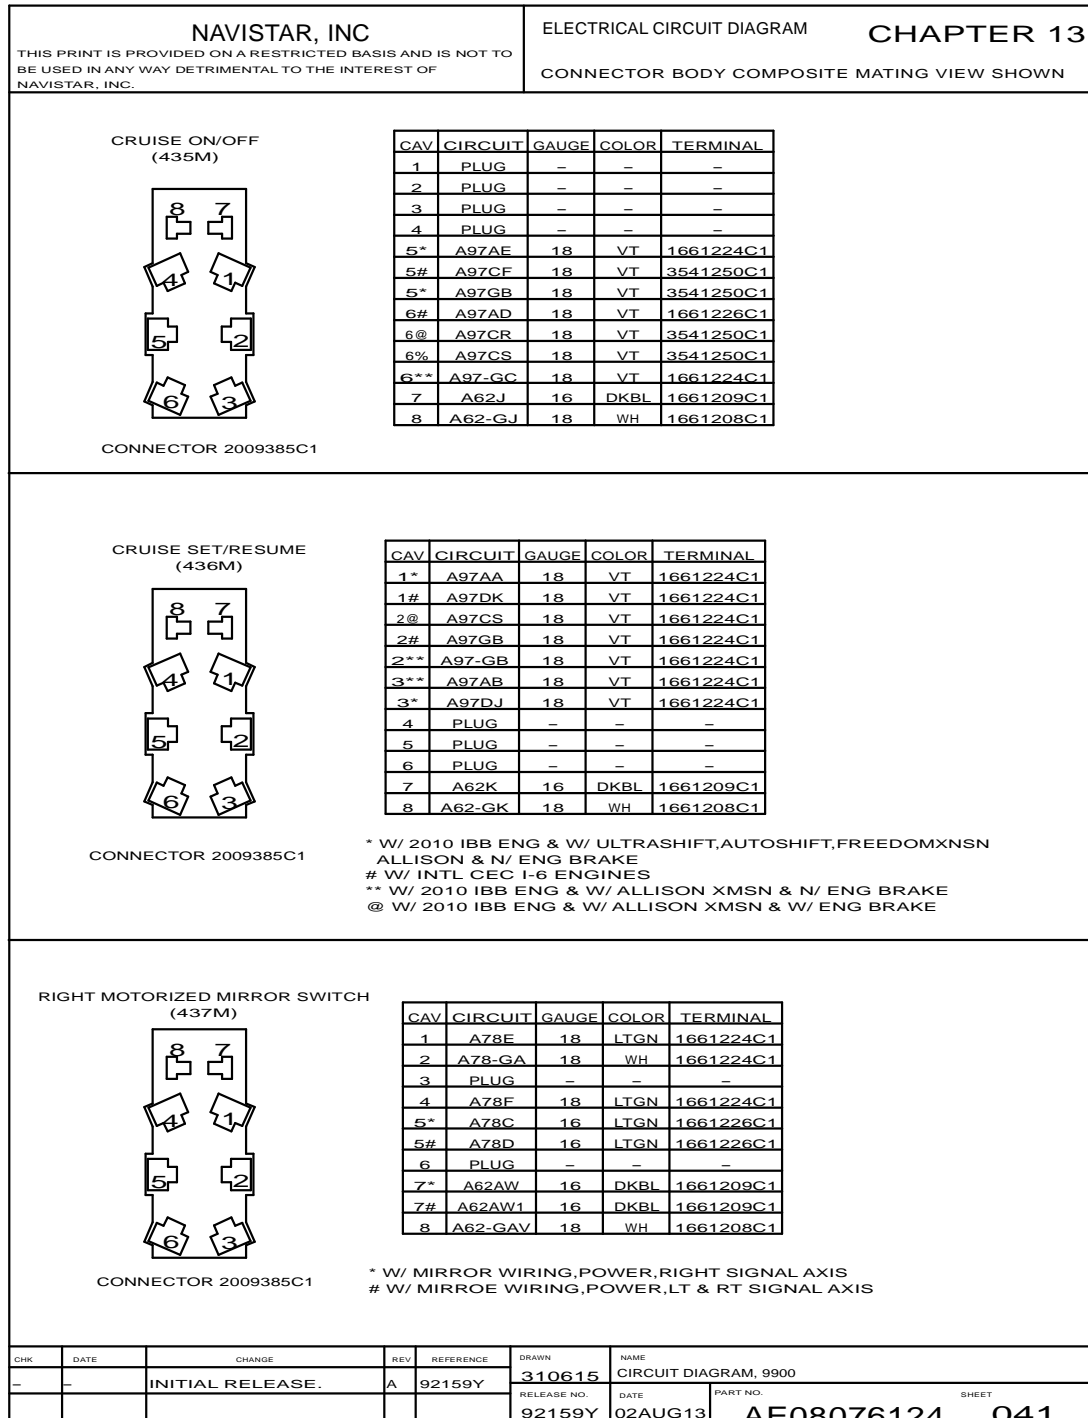 NAVISTAR, INC
THIS PRINT IS PROVIDED ON A RESTRICTED BASIS AND IS NOT TO
BE USED IN ANY WAY DETRIMENTAL TO THE INTEREST OF
NAVISTAR, INC.
ELECTRICAL CIRCUIT DIAGRAM CHAPTER 13
CONNECTOR BODY COMPOSITE MATING VIEW SHOWN
CRUISE ON/OFF
(435M)
8 7
4 1
5 2
6 3
CONNECTOR 2009385C1
CAV CIRCUIT GAUGE COLOR TERMINAL
1 PLUG – – –
2 PLUG – – –
3 PLUG – – –
4 PLUG – – –
5* A97AE 18 VT 1661224C1
5# A97CF 18 VT 3541250C1
5* A97GB 18 VT 3541250C1
6# A97AD 18 VT 1661226C1
6@ A97CR 18 VT 3541250C1
6% A97CS 18 VT 3541250C1
6** A97-GC 18 VT 1661224C1
7 A62J 16 DKBL 1661209C1
8 A62-GJ 18 WH 1661208C1
CRUISE SET/RESUME
(436M)
8 7
4 1
5 2
6 3
CONNECTOR 2009385C1
CAV CIRCUIT GAUGE COLOR TERMINAL
1* A97AA 18 VT 1661224C1
1# A97DK 18 VT 1661224C1
2@ A97CS 18 VT 1661224C1
2# A97GB 18 VT 1661224C1
2** A97-GB 18 VT 1661224C1
3** A97AB 18 VT 1661224C1
3* A97DJ 18 VT 1661224C1
4 PLUG – – –
5 PLUG – – –
6 PLUG – – –
7 A62K 16 DKBL 1661209C1
8 A62-GK 18 WH 1661208C1
* W/ 2010 IBB ENG & W/ ULTRASHIFT,AUTOSHIFT,FREEDOMXNSN
ALLISON & N/ ENG BRAKE
# W/ INTL CEC I-6 ENGINES
** W/ 2010 IBB ENG & W/ ALLISON XMSN & N/ ENG BRAKE
@ W/ 2010 IBB ENG & W/ ALLISON XMSN & W/ ENG BRAKE
RIGHT MOTORIZED MIRROR SWITCH
(437M)
8 7
4 1
5 2
6 3
CONNECTOR 2009385C1
CAV CIRCUIT GAUGE COLOR TERMINAL
1 A78E 18 LTGN 1661224C1
2 A78-GA 18 WH 1661224C1
3 PLUG – – –
4 A78F 18 LTGN 1661224C1
5* A78C 16 LTGN 1661226C1
5# A78D 16 LTGN 1661226C1
6 PLUG – – –
7* A62AW 16 DKBL 1661209C1
7# A62AW1 16 DKBL 1661209C1
8 A62-GAV 18 WH 1661208C1
* W/ MIRROR WIRING,POWER,RIGHT SIGNAL AXIS
# W/ MIRROE WIRING,POWER,LT & RT SIGNAL AXIS
CHK DATE CHANGE REV REFERENCE
– – INITIAL RELEASE. A 92159Y
DRAWN
310615
NAME
CIRCUIT DIAGRAM, 9900
RELEASE NO.
92159Y
DATE
02AUG13
PART NO.
AE08076124
SHEET
041